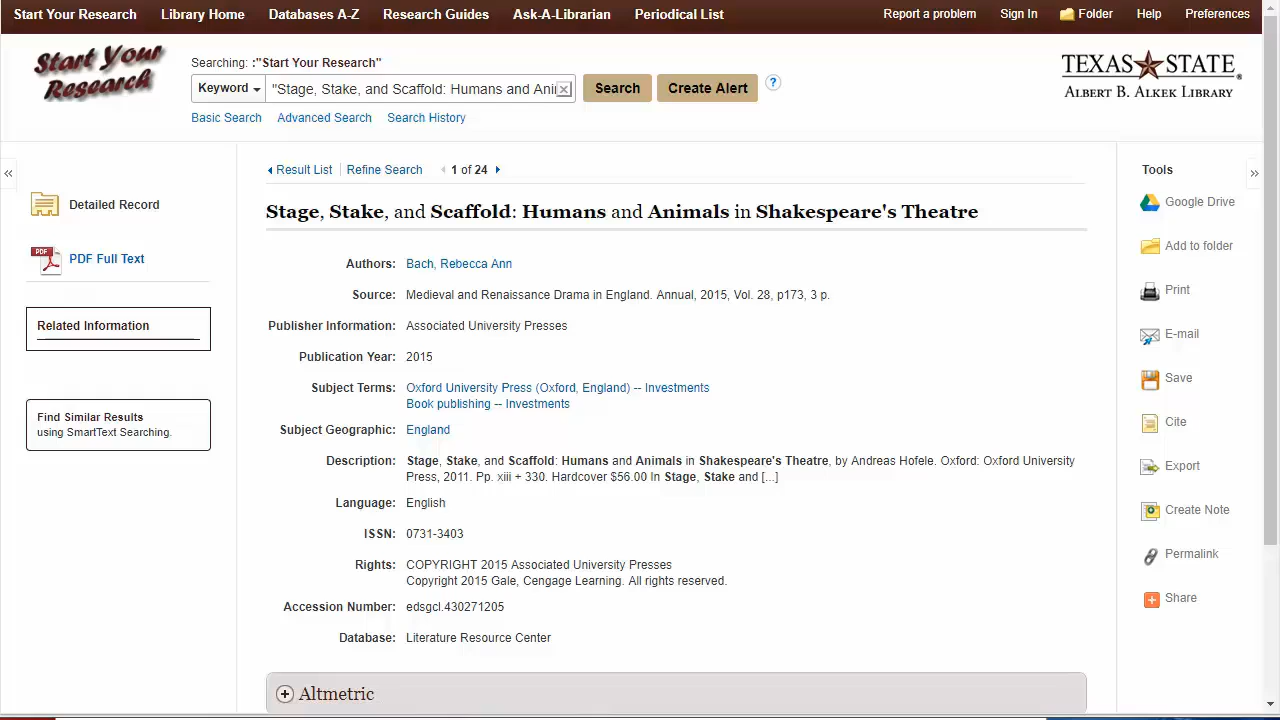 Start Your Research Library Home Databases A-Z Research Guides Ask-A-Librarian Periodical List Report a problem Sign In Folder Help Preferences
Start Your
Research
Searching: :"Start Your Research"
Keyword "Stage, Stake, and Scaffold: Humans and Ani Search Create Alert ?
Basic Search Advanced Search Search History
TEXAS STATE
ALBERT B. ALKEK LIBRARY
« Result List Refine Search 1 of 24 Tools »
Detailed Record
PDF PDF Full Text
Related Information
Find Similar Results
using SmartText Searching.
Stage, Stake, and Scaffold: Humans and Animals in Shakespeare's Theatre
Authors: Bach, Rebecca Ann
Source: Medieval and Renaissance Drama in England. Annual, 2015, Vol. 28, p173, 3 p.
Publisher Information: Associated University Presses
Publication Year: 2015
Subject Terms: Oxford University Press (Oxford, England) -- Investments
Book publishing -- Investments
Subject Geographic: England
Description: Stage, Stake, and Scaffold: Humans and Animals in Shakespeare's Theatre, by Andreas Hofele. Oxford: Oxford University
Press, 2011. Pp. xiii + 330. Hardcover $56.00 In Stage, Stake and [...]
Language: English
ISSN: 0731-3403
Rights: COPYRIGHT 2015 Associated University Presses
Copyright 2015 Gale, Cengage Learning. All rights reserved.
Accession Number: edsgcl.430271205
Database: Literature Resource Center
Altmetric
Google Drive
Add to folder
Print
E-mail
Save
Cite
Export
Create Note
Permalink
Share